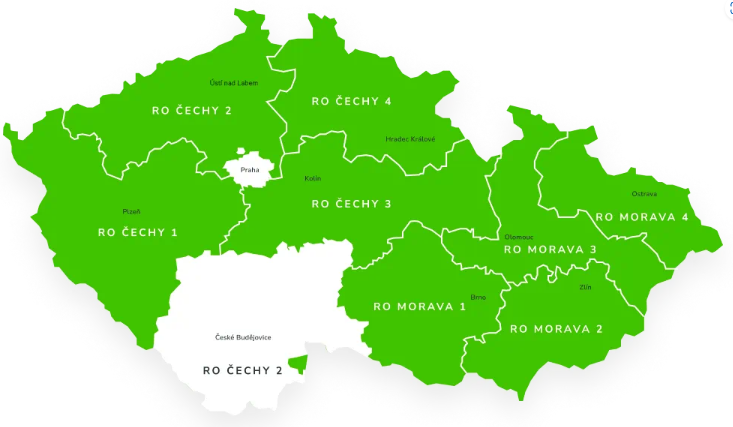 Ústí nad Labem
RO ČECHY 2
RO ČECHY 4
Hradec Králové
Praha
Kolín
RO ČECHY 3
Plzeň
RO ČECHY 1
Ostrava
RO MORAVA 4
Olomouc
RO MORAVA 3
Zlín
Brno
RO MORAVA 1
RO MORAVA 2
České Budějovice
RO ČECHY 2